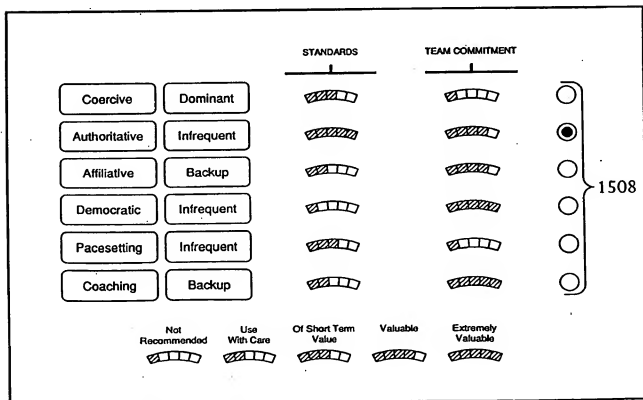 STANDARDS TEAM COMMITMENT
Coercive Dominant
Authoritative Infrequent
Affiliative Backup
1508
Democratic Infrequent
Pacesetting Infrequent
Coaching Backup
Not Use Of Short Term Valuable Extremely
Recommended With Care Value Valuable